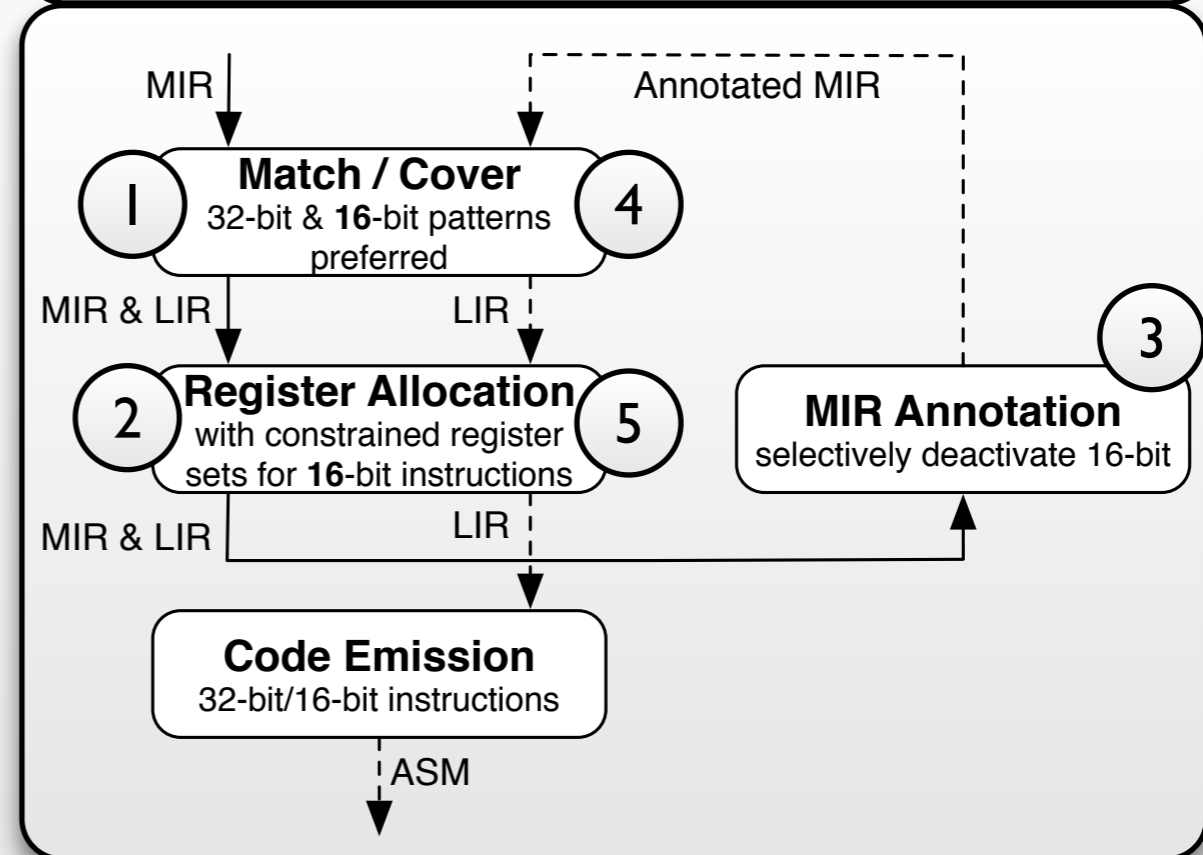 MIR
Annotated MIR
1
Match / Cover
32-bit & 16-bit patterns
preferred
4
MIR & LIR
LIR
3
2
Register Allocation
with constrained register
sets for 16-bit instructions
5
MIR Annotation
selectively deactivate 16-bit
MIR & LIR
LIR
Code Emission
32-bit/16-bit instructions
ASM